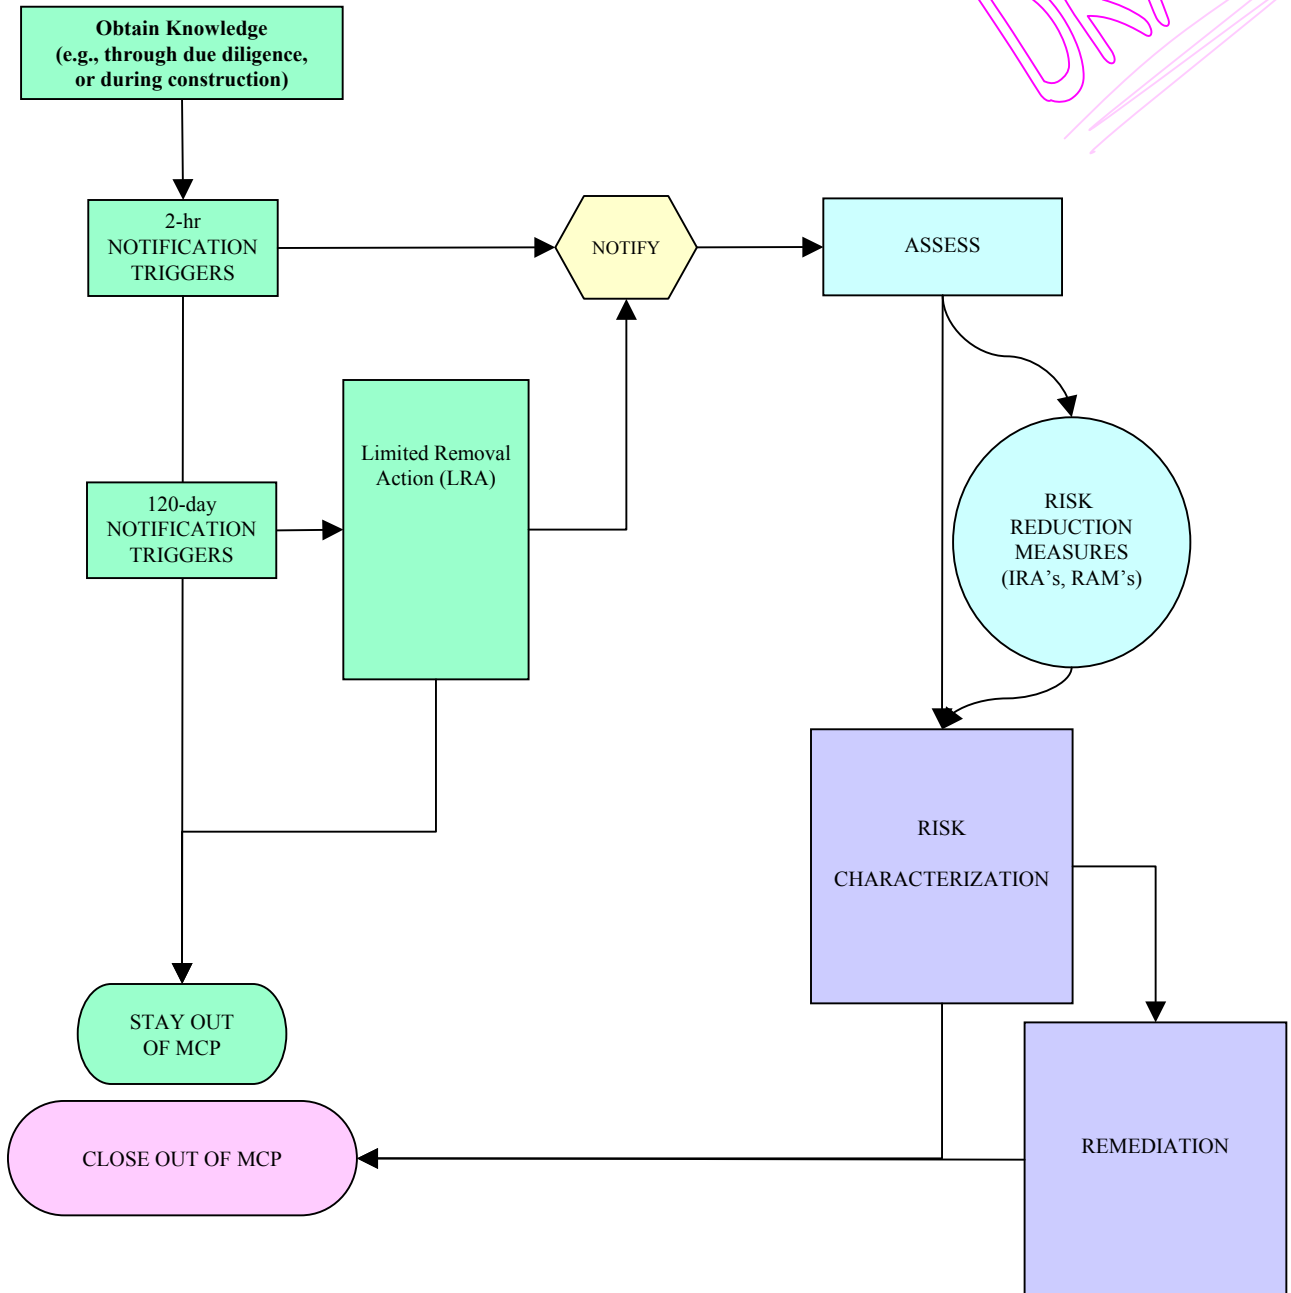 Obtain Knowledge
(e.g., through due diligence,
or during construction)
2-hr
NOTIFICATION
TRIGGERS
NOTIFY
ASSESS
Limited Removal
Action (LRA)
120-day
NOTIFICATION
TRIGGERS
RISK
REDUCTION
MEASURES
(IRA’s, RAM’s)
RISK
CHARACTERIZATION
STAY OUT
OF MCP
CLOSE OUT OF MCP
REMEDIATION